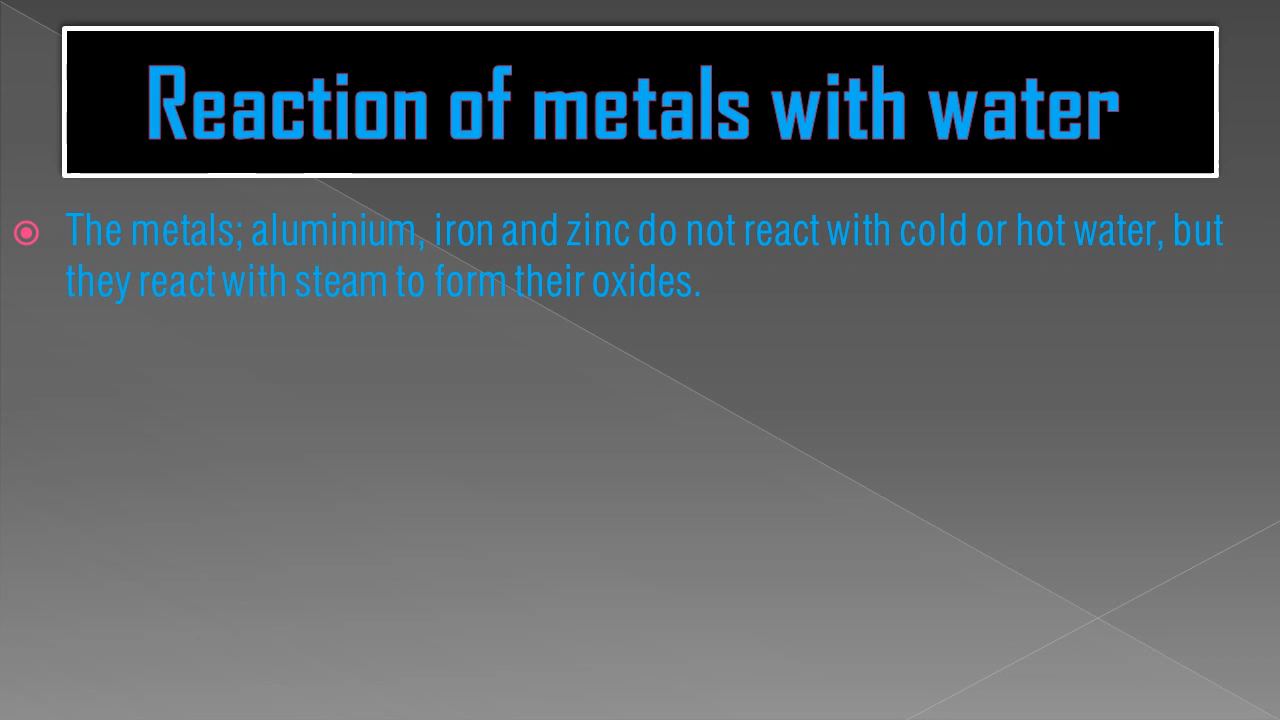 Reaction of metals with water
The metals; aluminium, iron and zinc do not react with cold or hot water, but
they react with steam to form their oxides.